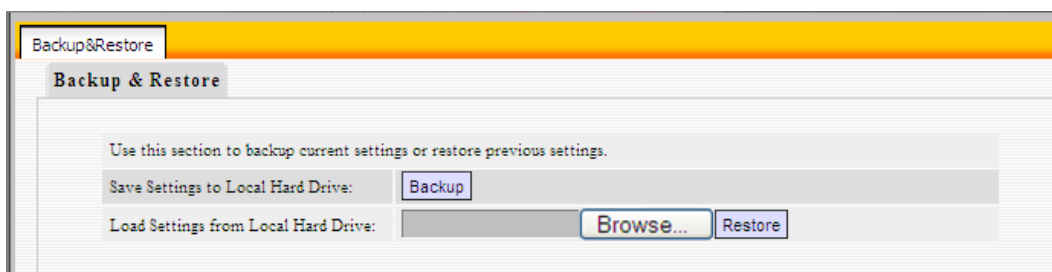 Backup&Restore
Backup & Restore
Use this section to backup current settings or restore previous settings.
Save Settings to Local Hard Drive: Backup
Load Settings from Local Hard Drive: Browse... Restore